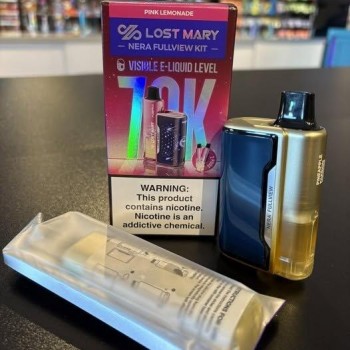 PINK LEMONADE
LOST MARY
NERA FULLVIEW KIT
VISIBLE E-LIQUID LEVEL
70K
WARNING:
This product
contains nicotine.
Nicotine is an
addictive chemical.
NERA FULLVIEW